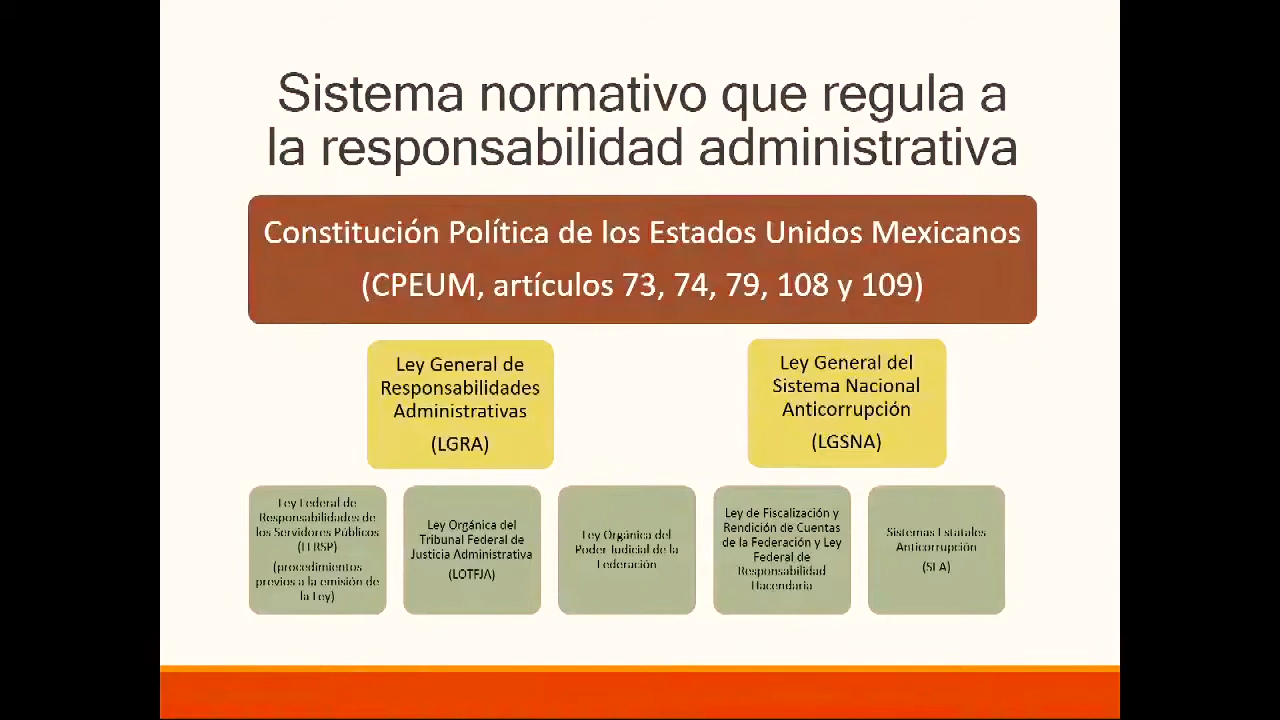 Sistema normativo que regula a
la responsabilidad administrativa
Constitución Política de los Estados Unidos Mexicanos
(CPEUM, artículos 73, 74, 79, 108 y 109)
Ley General de
Responsabilidades
Administrativas
(LGRA)
Ley General del
Sistema Nacional
Anticorrupción
(LGSNA)
Ley Federal de
Responsabilidades de
los Servidores Públicos
(LFRSP)
(procedimientos
previos a la emisión de
la Ley)
Ley Orgánica del
Tribunal Federal de
Justicia Administrativa
(LOTFJA)
Ley Orgánica del
Poder Judicial de la
Federación
Ley de Fiscalización y
Rendición de Cuentas
de la Federación y Ley
Federal de
Responsabilidad
Hacendaria
Sistemas Estatales
Anticorrupción
(SEA)